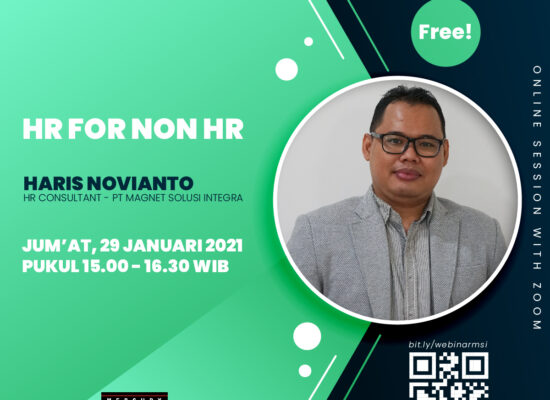 Free!
HR FOR NON HR
HARIS NOVIANTO
HR CONSULTANT - PT MAGNET SOLUSI INTEGRA
JUM'AT, 29 JANUARI 2021
PUKUL 15.00 - 16.30 WIB
ONLINE SESSION WITH ZOOM
bit.ly/webinarmsi